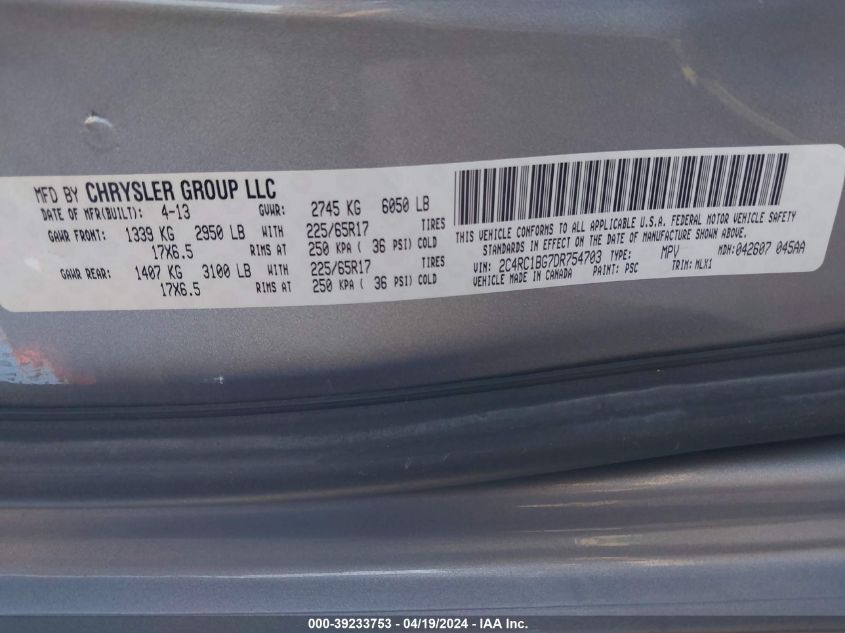 MFD BY CHRYSLER GROUP LLC
DATE OF MFR(BUILT): 4-13 GVWR: 2745 KG 6050 LB
GAWR FRONT: 1339 KG 2950 LB WITH 225/65R17 TIRES
17X6.5 RIMS AT 250 KPA ( 36 PSI) COLD
GAWR REAR: 1407 KG 3100 LB WITH 225/65R17 TIRES
17X6.5 RIMS AT 250 KPA ( 36 PSI) COLD
THIS VEHICLE CONFORMS TO ALL APPLICABLE U.S.A. FEDERAL MOTOR VEHICLE SAFETY
STANDARDS IN EFFECT ON THE DATE OF MANUFACTURE SHOWN ABOVE.
VIN: 2C4RC1BG7DR754703 TYPE: MPV MDH:042607 045AA
VEHICLE MADE IN CANADA PAINT: PSC TRIM: MLX1
000-39233753 - 04/19/2024 - IAA Inc.